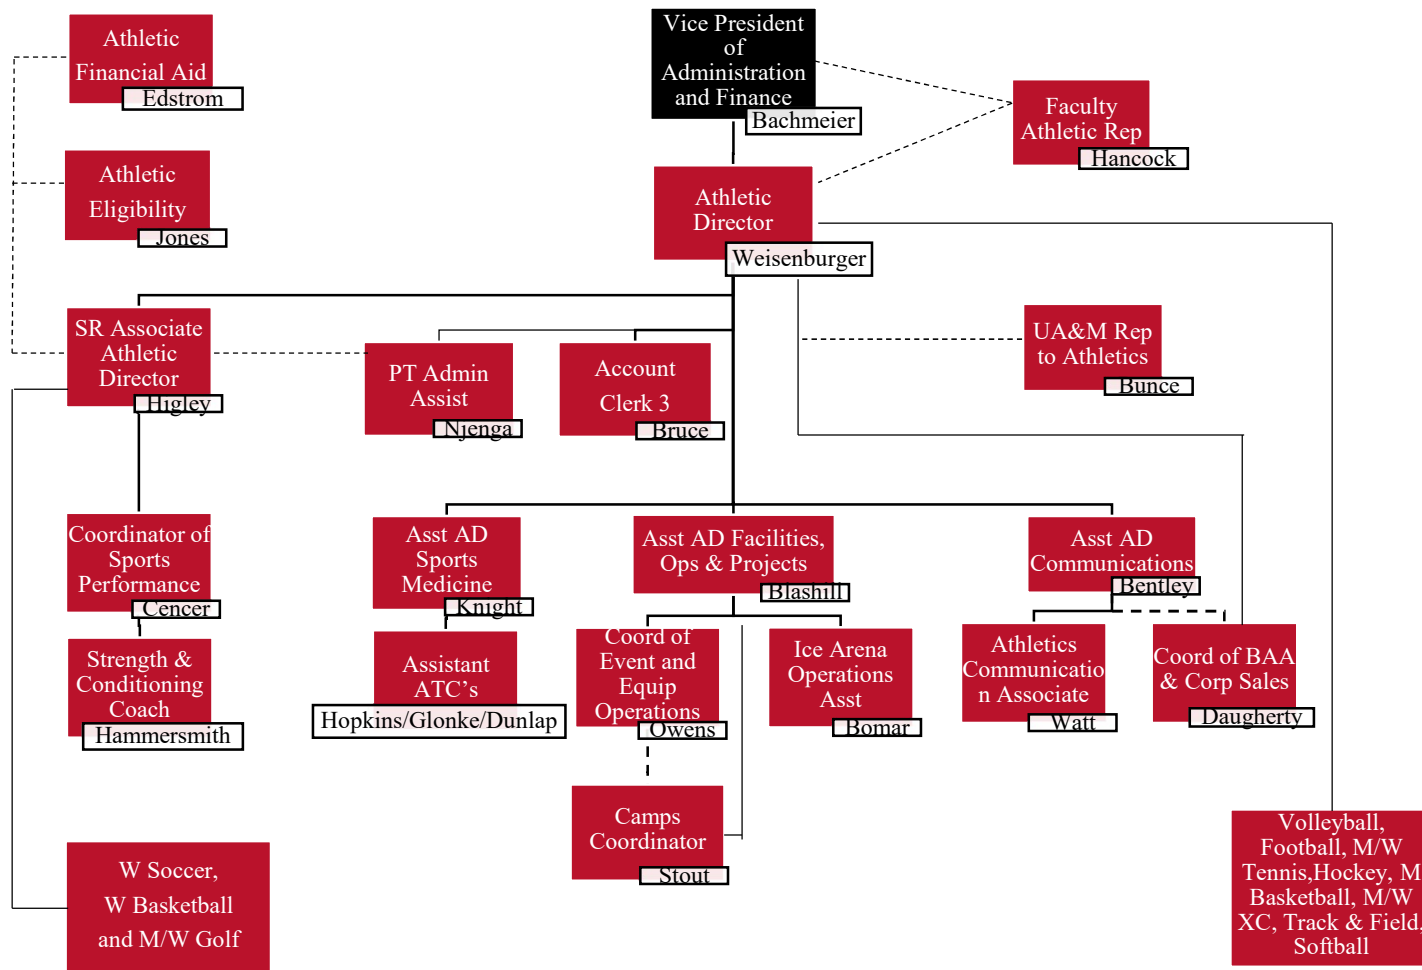 Athletic
Financial Aid
Edstrom
Vice President
of
Administration
and Finance
Bachmeier
Faculty
Athletic Rep
Hancock
Athletic
Eligibility
Jones
Athletic
Director
Weisenburger
SR Associate
Athletic
Director
Higley
PT Admin
Assist
Njenga
Account
Clerk 3
Bruce
UA&M Rep
to Athletics
Bunce
Coordinator of
Sports
Performance
Cencer
Asst AD
Sports
Medicine
Knight
Asst AD Facilities,
Ops & Projects
Blashill
Asst AD
Communications
Bentley
Strength &
Conditioning
Coach
Hammersmith
Assistant
ATC's
Hopkins/Glonke/Dunlap
Coord of
Event and
Equip
Operations
Owens
Ice Arena
Operations
Asst
Bomar
Athletics
Communicatio
n Associate
Watt
Coord of BAA
& Corp Sales
Daugherty
Camps
Coordinator
Stout
W Soccer,
W Basketball
and M/W Golf
Volleyball,
Football, M/W
Tennis,Hockey, M
Basketball, M/W
XC, Track & Field,
Softball